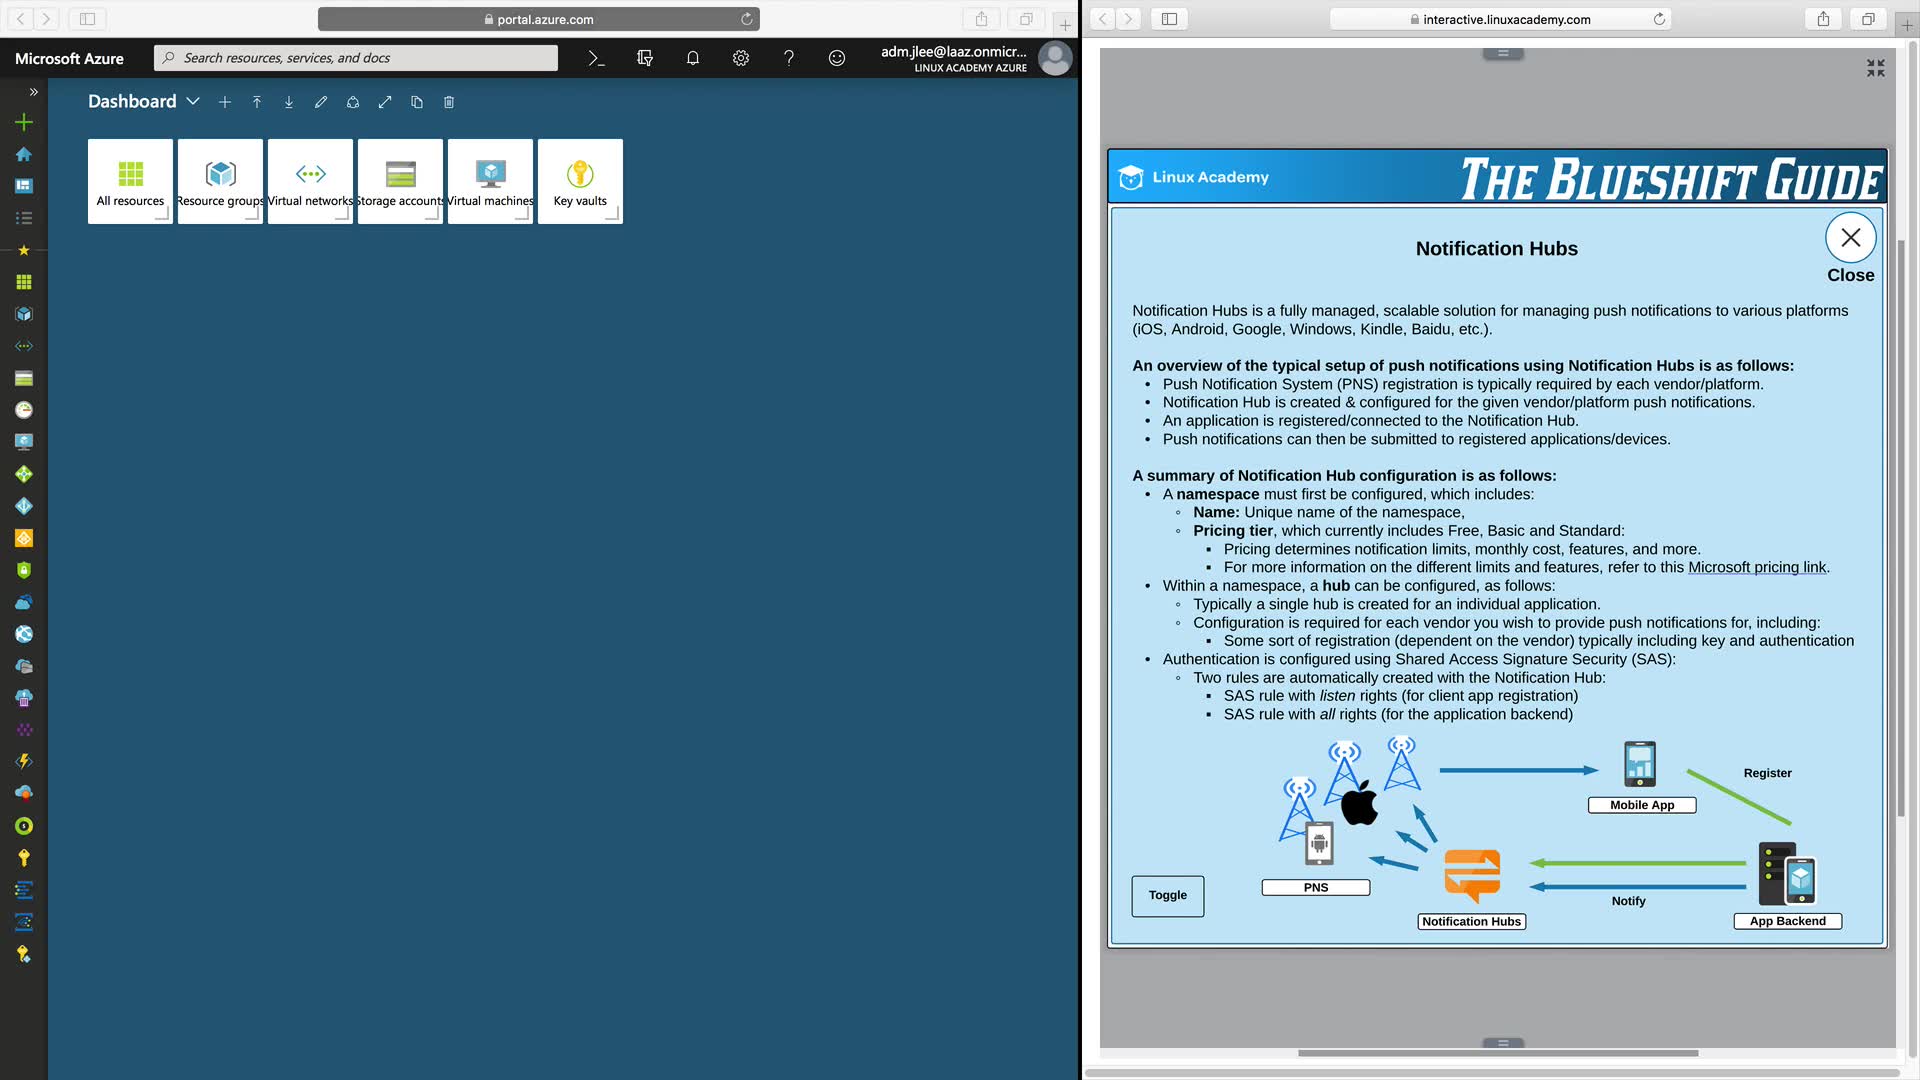 portal.azure.com
Microsoft Azure
Search resources, services, and docs
adm.jlee@laaz.onmicr...
LINUX ACADEMY AZURE
Dashboard
All resources
Resource groups
Virtual networks
Storage accounts
Virtual machines
Key vaults
interactive.linuxacademy.com
Linux Academy
THE BLUESHIFT GUIDE
Notification Hubs
Close
Notification Hubs is a fully managed, scalable solution for managing push notifications to various platforms
(iOS, Android, Google, Windows, Kindle, Baidu, etc.).
An overview of the typical setup of push notifications using Notification Hubs is as follows:
• Push Notification System (PNS) registration is typically required by each vendor/platform.
• Notification Hub is created & configured for the given vendor/platform push notifications.
• An application is registered/connected to the Notification Hub.
• Push notifications can then be submitted to registered applications/devices.
A summary of Notification Hub configuration is as follows:
• A namespace must first be configured, which includes:
◦ Name: Unique name of the namespace,
◦ Pricing tier, which currently includes Free, Basic and Standard:
▪ Pricing determines notification limits, monthly cost, features, and more.
▪ For more information on the different limits and features, refer to this Microsoft pricing link.
• Within a namespace, a hub can be configured, as follows:
◦ Typically a single hub is created for an individual application.
◦ Configuration is required for each vendor you wish to provide push notifications for, including:
▪ Some sort of registration (dependent on the vendor) typically including key and authentication
• Authentication is configured using Shared Access Signature Security (SAS):
◦ Two rules are automatically created with the Notification Hub:
▪ SAS rule with listen rights (for client app registration)
▪ SAS rule with all rights (for the application backend)
Register
Mobile App
PNS
Toggle
Notify
Notification Hubs
App Backend